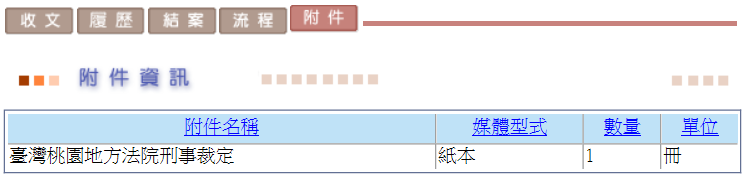 收文 履歷 結案 流程 附件
附件資訊
附件名稱 媒體型式 數量 單位
臺灣桃園地方法院刑事裁定 紙本 1 冊